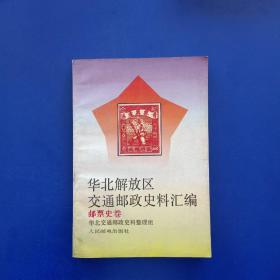 华北解放区
交通邮政史料汇编
邮票史卷
华北交通邮政史料整理组
人民邮电出版社